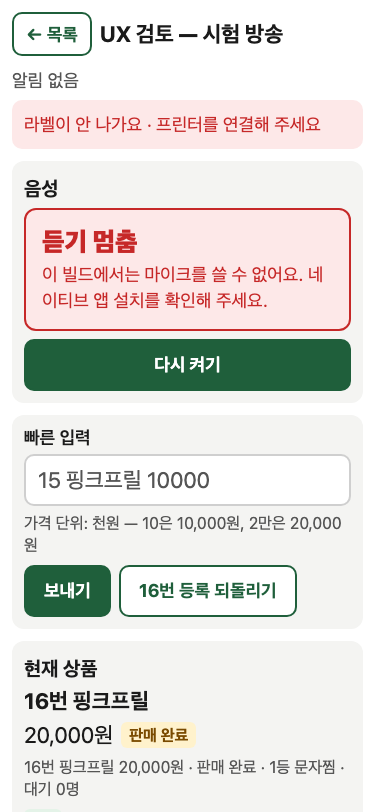 ← 목록 UX 검토 — 시험 방송
알림 없음
라벨이 안 나가요 · 프린터를 연결해 주세요
음성
듣기 멈춤
이 빌드에서는 마이크를 쓸 수 없어요. 네
이티브 앱 설치를 확인해 주세요.
다시 켜기
빠른 입력
15 핑크프릴 10000
가격 단위: 천원 — 10은 10,000원, 2만은 20,000
원
보내기 16번 등록 되돌리기
현재 상품
16번 핑크프릴
20,000원 판매 완료
16번 핑크프릴 20,000원 · 판매 완료 · 1등 문자찜 ·
대기 0명